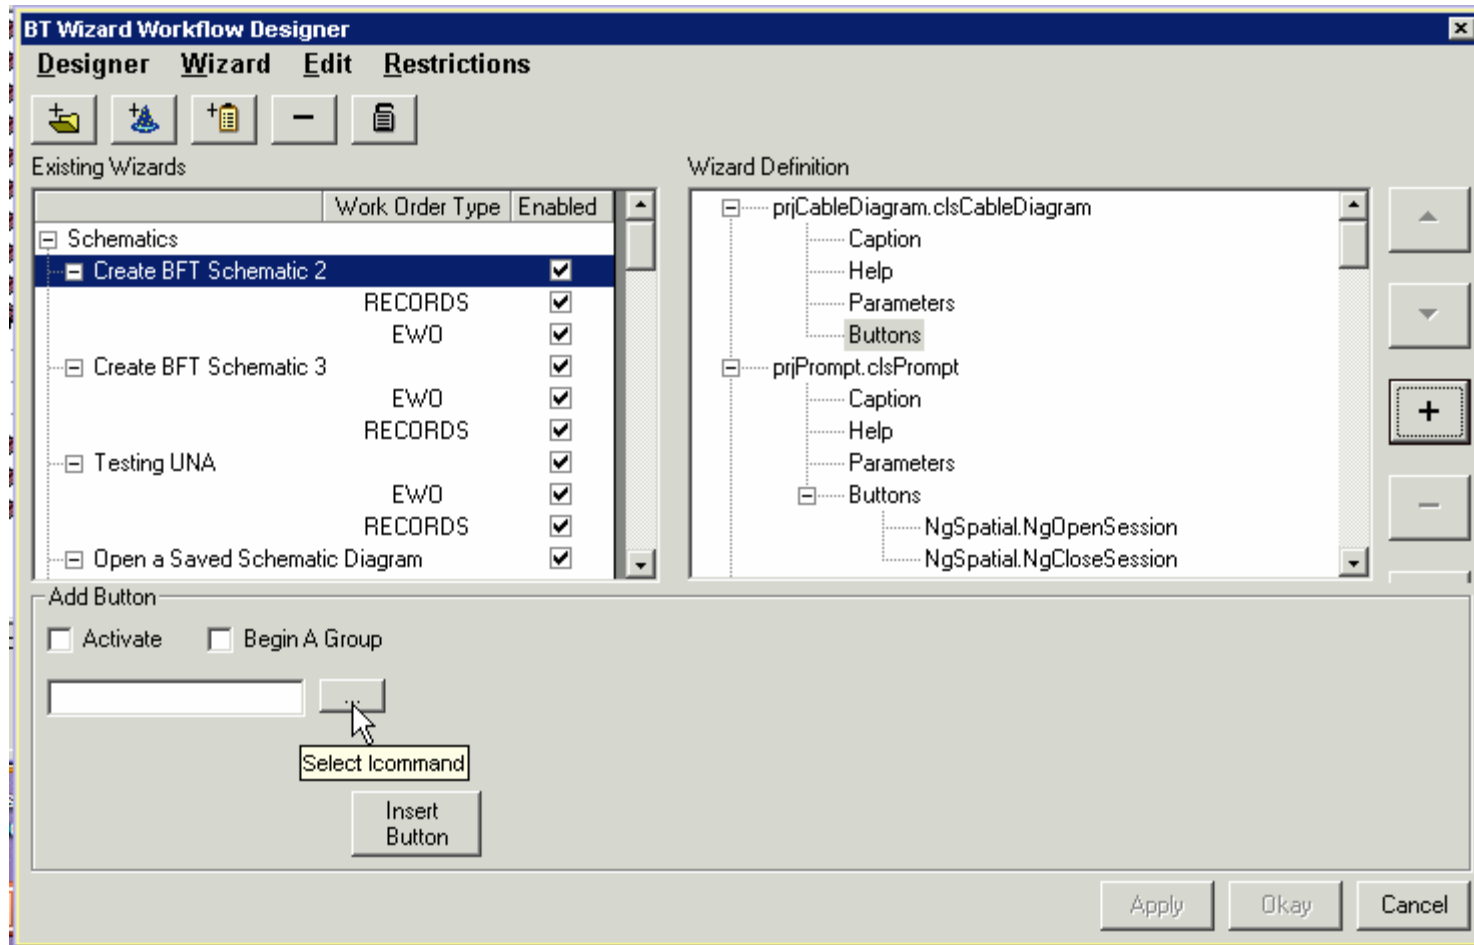 BT Wizard Workflow Designer
Designer Wizard Edit Restrictions
Existing Wizards
Work Order Type Enabled
Schematics
Create BFT Schematic 2
RECORDS
EWO
Create BFT Schematic 3
EWO
RECORDS
Testing UNA
EWO
RECORDS
Open a Saved Schematic Diagram
Wizard Definition
prjCableDiagram.clsCableDiagram
Caption
Help
Parameters
Buttons
prjPrompt.clsPrompt
Caption
Help
Parameters
Buttons
NgSpatial.NgOpenSession
NgSpatial.NgCloseSession
Add Button
Activate Begin A Group
...
Select Icommand
Insert
Button
Apply Okay Cancel